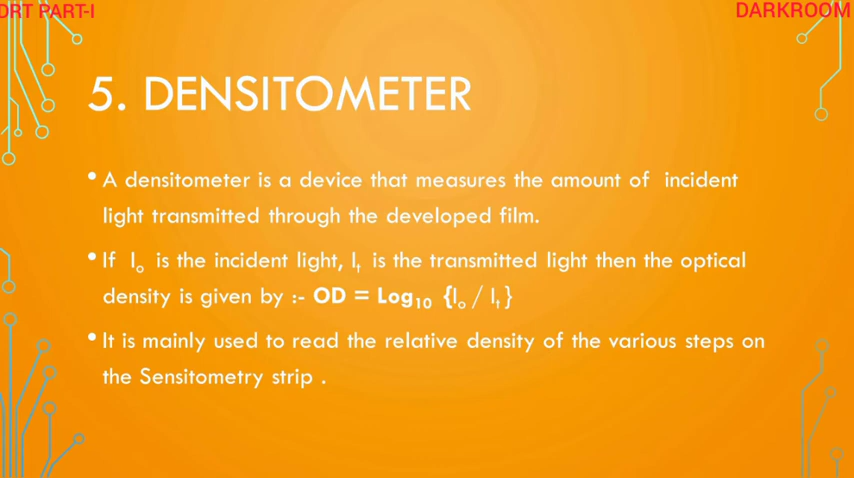 DRT PART-I
DARKROOM
5. DENSITOMETER
• A densitometer is a device that measures the amount of incident
light transmitted through the developed film.
• If Iₒ is the incident light, Iₜ is the transmitted light then the optical
density is given by :- OD = Log₁₀ {Iₒ / Iₜ}
• It is mainly used to read the relative density of the various steps on
the Sensitometry strip .